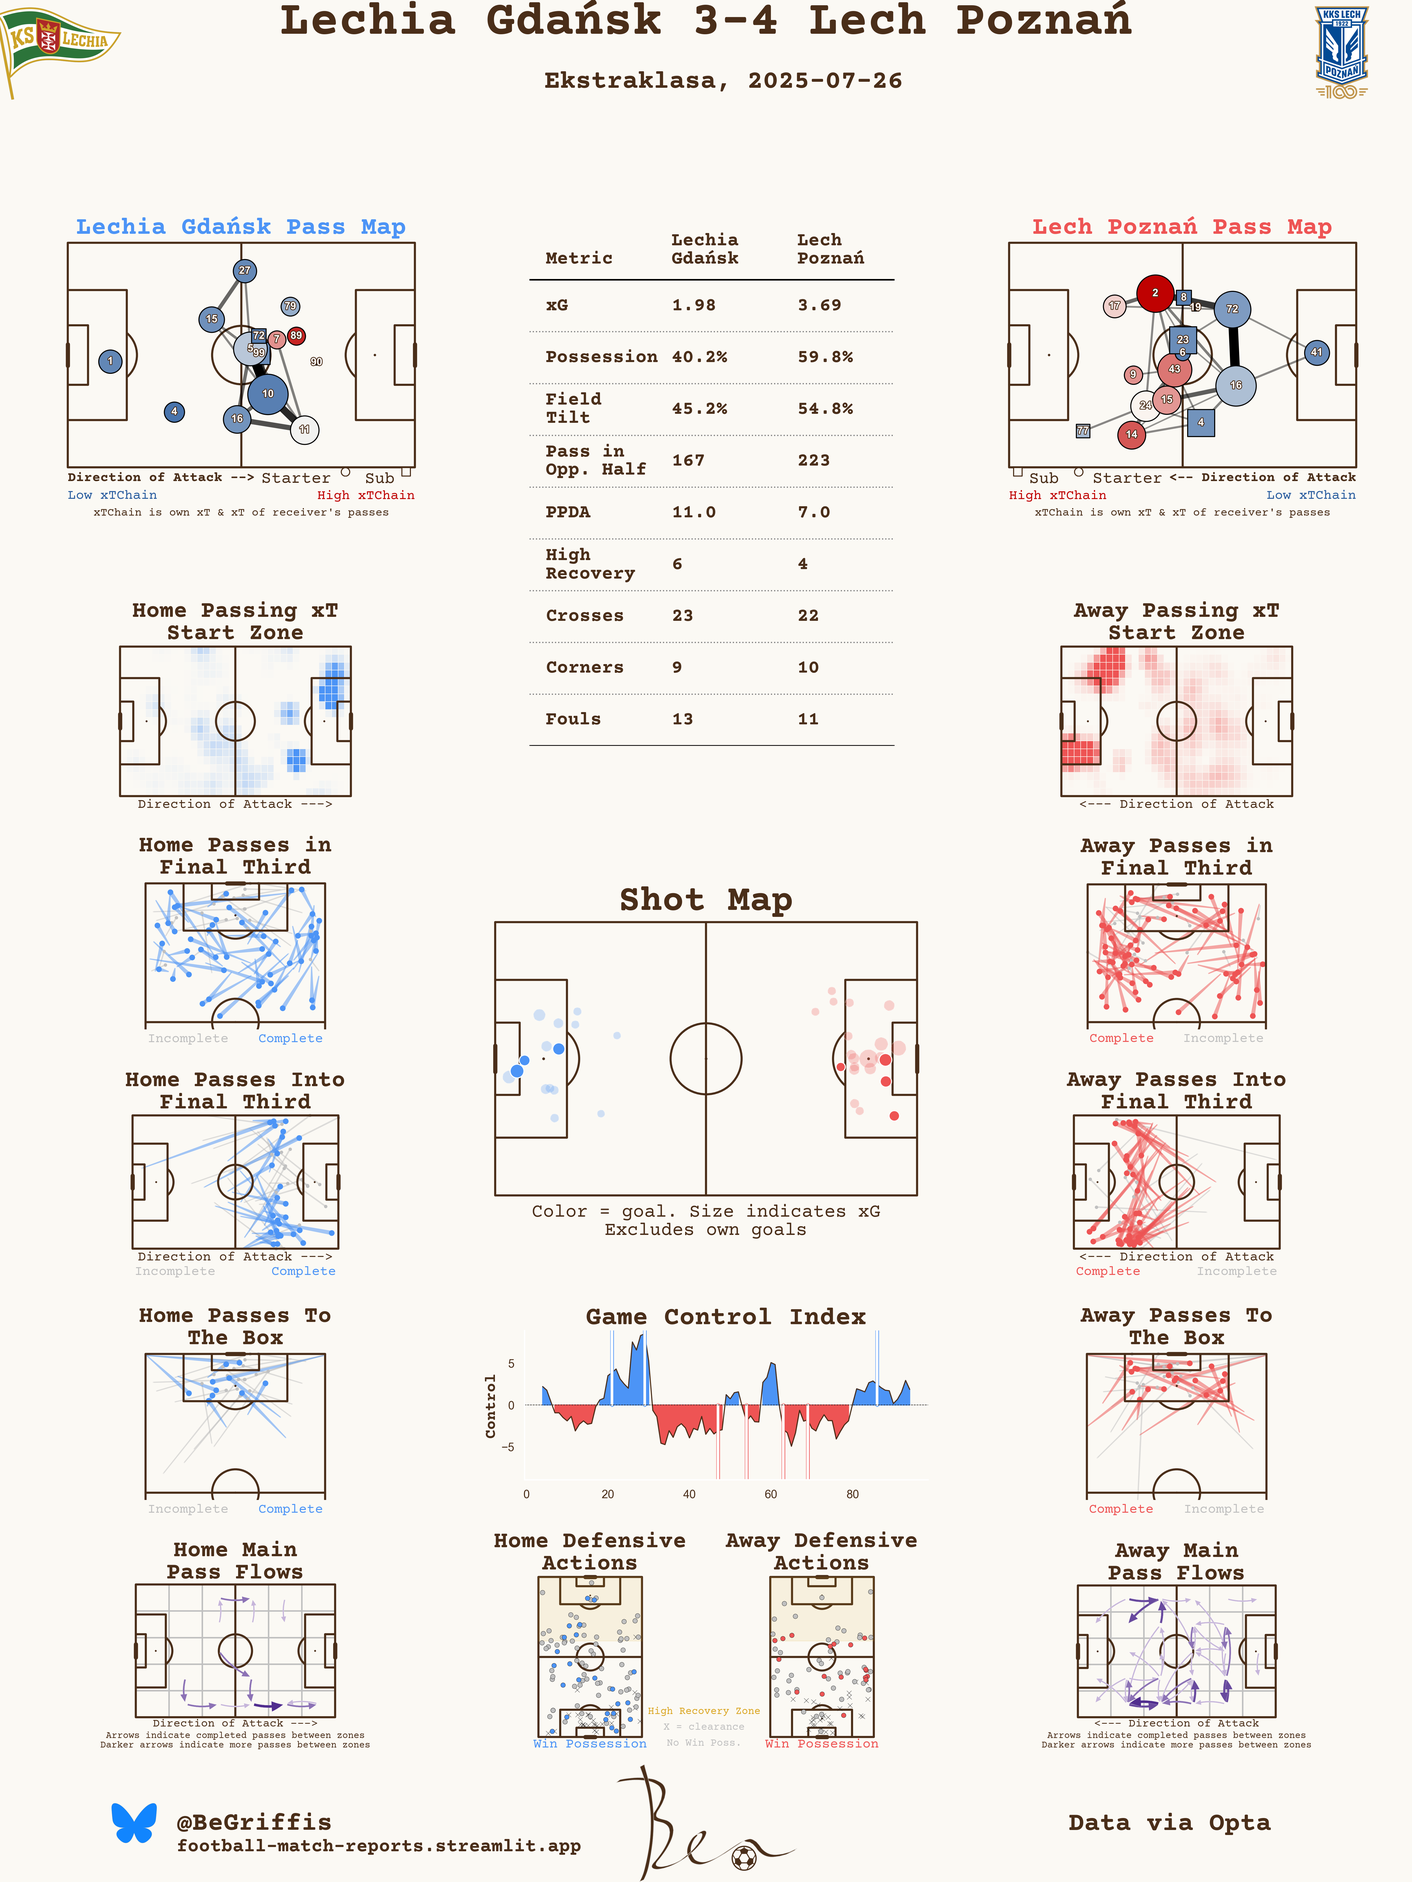 Lechia Gdańsk 3-4 Lech Poznań
Ekstraklasa, 2025-07-26
KS LECHIA
KKS LECH
1922
POZNAŃ
100
Lechia Gdańsk Pass Map
27
79
15
72
7
89
5
99
90
1
10
4
16
11
Direction of Attack --> Starter Sub
Low xTChain High xTChain
xTChain is own xT & xT of receiver's passes
Metric Lechia Gdańsk Lech Poznań
xG 1.98 3.69
Possession 40.2% 59.8%
Field Tilt 45.2% 54.8%
Pass in Opp. Half 167 223
PPDA 11.0 7.0
High Recovery 6 4
Crosses 23 22
Corners 9 10
Fouls 13 11
Lech Poznań Pass Map
2
8
17
19
72
23
6
41
9
43
16
15
24
4
77
14
Sub Starter <-- Direction of Attack
High xTChain Low xTChain
xTChain is own xT & xT of receiver's passes
Home Passing xT
Start Zone
Direction of Attack --->
Away Passing xT
Start Zone
<--- Direction of Attack
Home Passes in
Final Third
Incomplete Complete
Away Passes in
Final Third
Complete Incomplete
Shot Map
Color = goal. Size indicates xG
Excludes own goals
Home Passes Into
Final Third
Direction of Attack --->
Incomplete Complete
Away Passes Into
Final Third
<--- Direction of Attack
Complete Incomplete
Home Passes To
The Box
Incomplete Complete
Game Control Index
Control
5
0
−5
0 20 40 60 80
Away Passes To
The Box
Complete Incomplete
Home Main
Pass Flows
Direction of Attack --->
Arrows indicate completed passes between zones
Darker arrows indicate more passes between zones
Home Defensive
Actions
Win Possession
High Recovery Zone
X = clearance
No Win Poss.
Away Defensive
Actions
Win Possession
Away Main
Pass Flows
<--- Direction of Attack
Arrows indicate completed passes between zones
Darker arrows indicate more passes between zones
@BeGriffis
football-match-reports.streamlit.app
Ben
Data via Opta